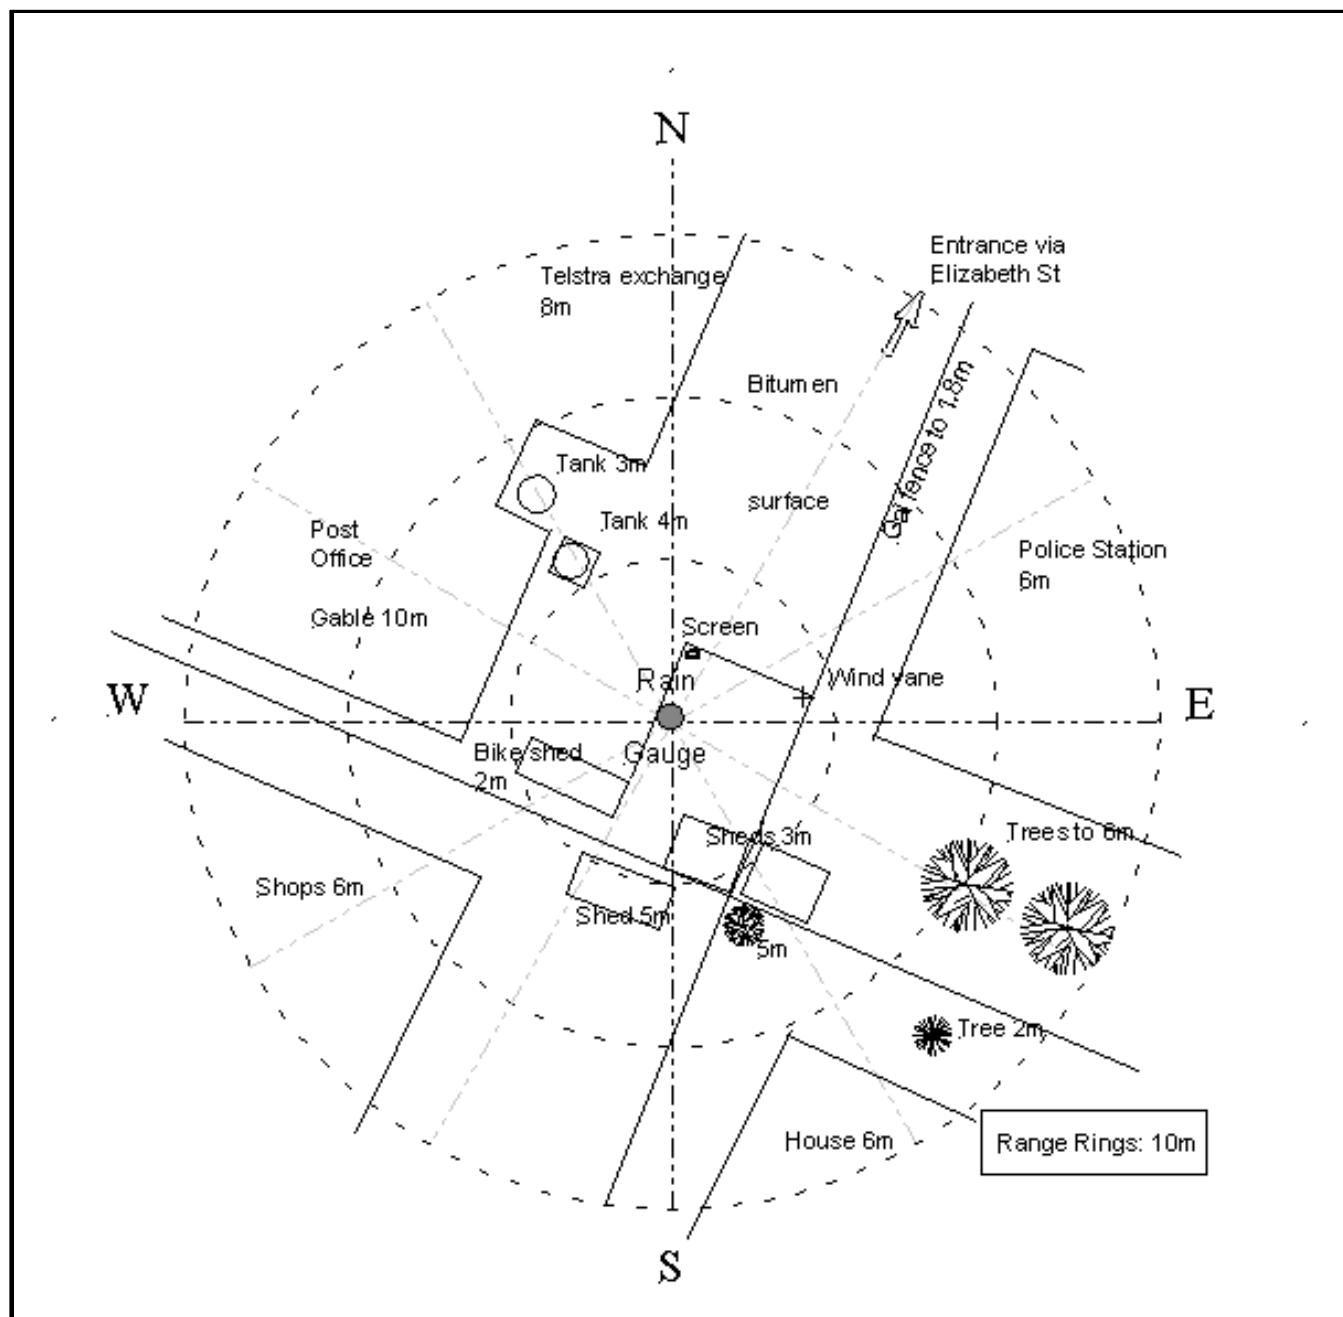 N
Entrance via
Elizabeth St
Telstra exchange
8m
Bitumen
Gal fence to 1.8m
Tank 3m
surface
Tank 4m
Post
Office
Police Station
6m
Gable 10m
Screen
Rain
Wind vane
W
E
Gauge
Bike shed
2m
Sheds 3m
Trees to 6m
Shops 6m
Shed 5m
5m
Tree 2m
House 6m
Range Rings: 10m
S